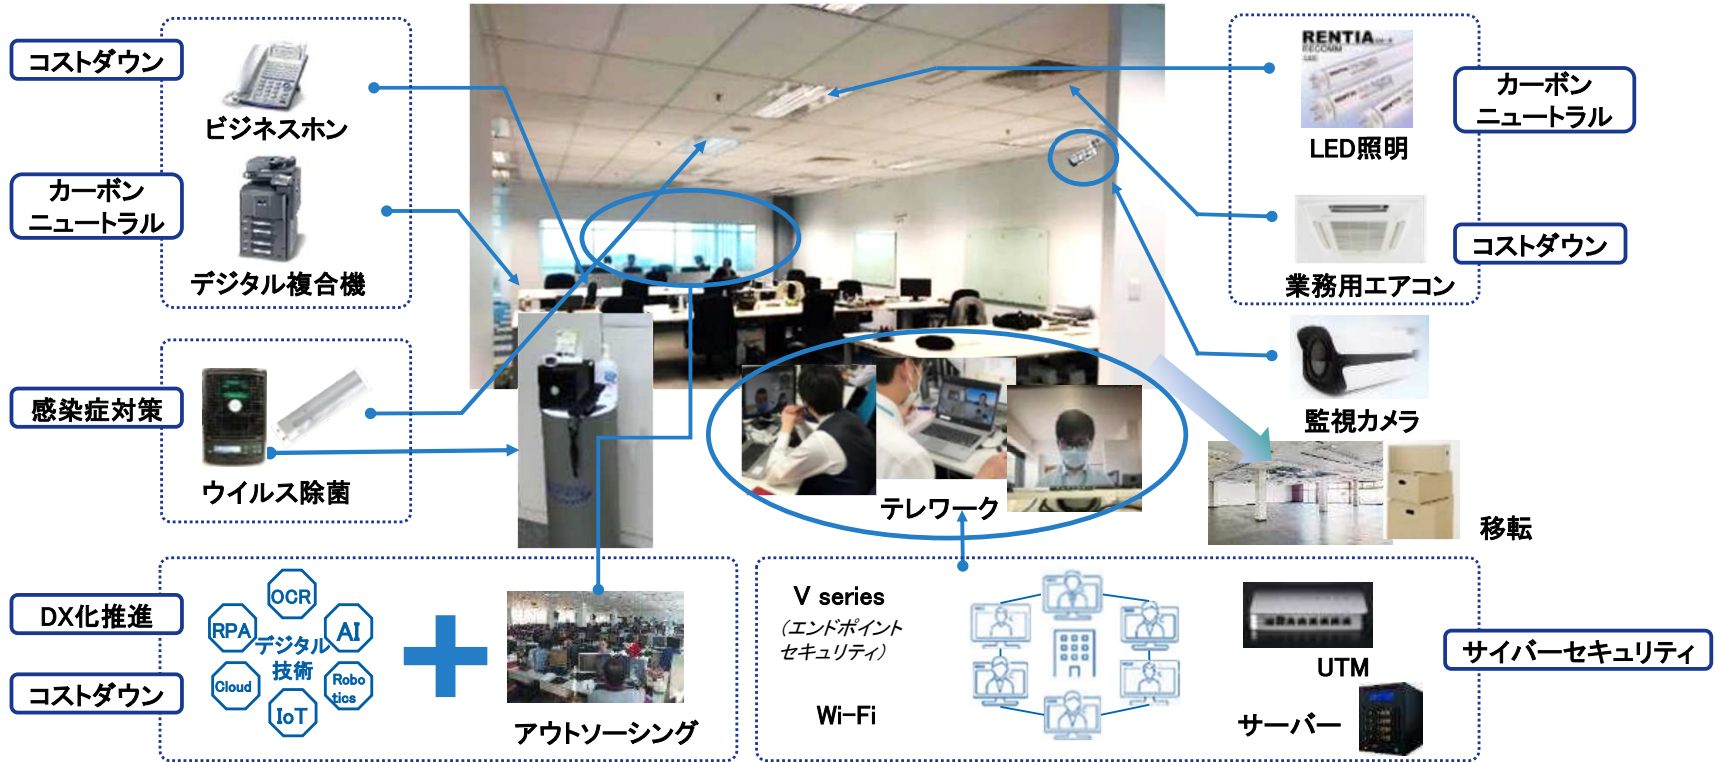 コストダウン
ビジネスホン
カーボン
ニュートラル
デジタル複合機
感染症対策
ウイルス除菌
DX化推進
コストダウン
OCR
RPA
AI
デジタル
技術
Cloud
Robo
tics
IoT
アウトソーシング
テレワーク
V series
(エンドポイント
セキュリティ)
Wi-Fi
UTM
サーバー
サイバーセキュリティ
RENTIA
RECOMM
LED
LED照明
カーボン
ニュートラル
業務用エアコン
コストダウン
監視カメラ
移転